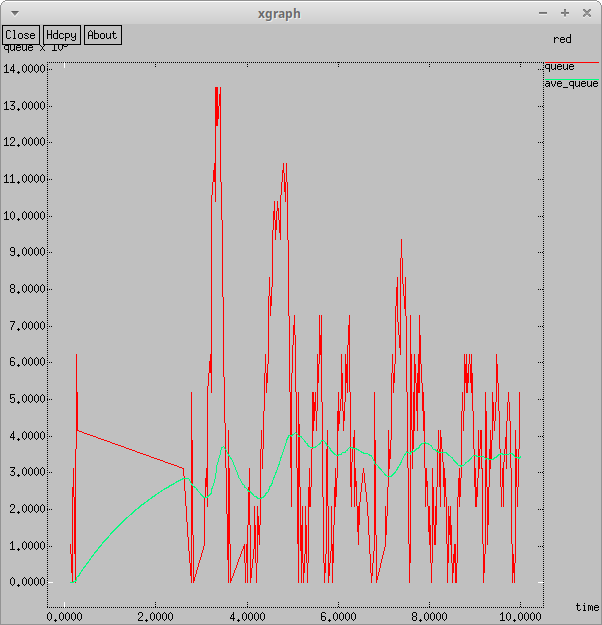 xgraph
Close Hdcpy About
red
queue x 10³
queue
ave_queue
14.0000
13.0000
12.0000
11.0000
10.0000
9.0000
8.0000
7.0000
6.0000
5.0000
4.0000
3.0000
2.0000
1.0000
0.0000
time
0.0000 2.0000 4.0000 6.0000 8.0000 10.0000